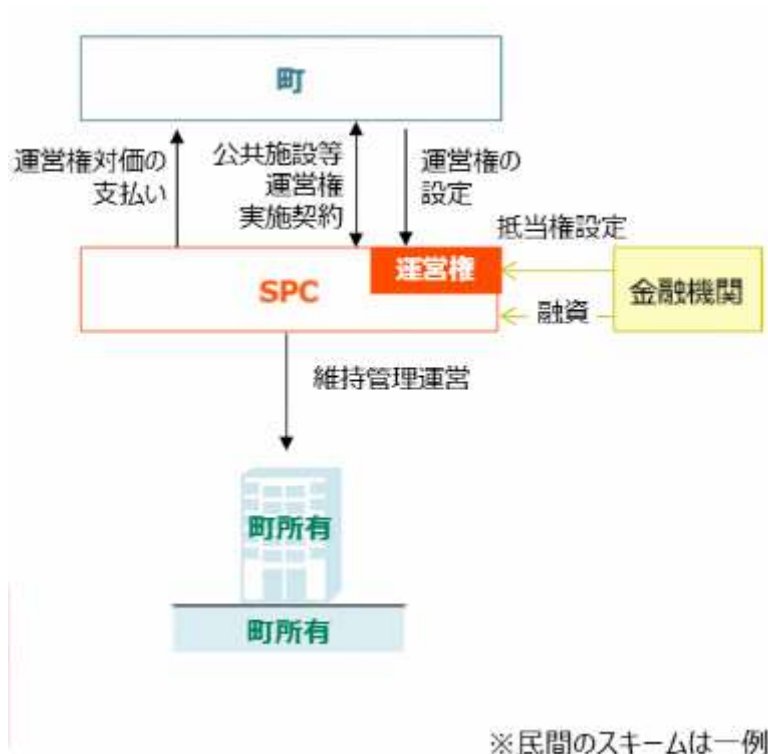 町
運営権対価の
支払い
公共施設等
運営権
実施契約
運営権の
設定
抵当権設定
運営権
SPC
金融機関
融資
維持管理運営
町所有
町所有
※民間のスキームは一例